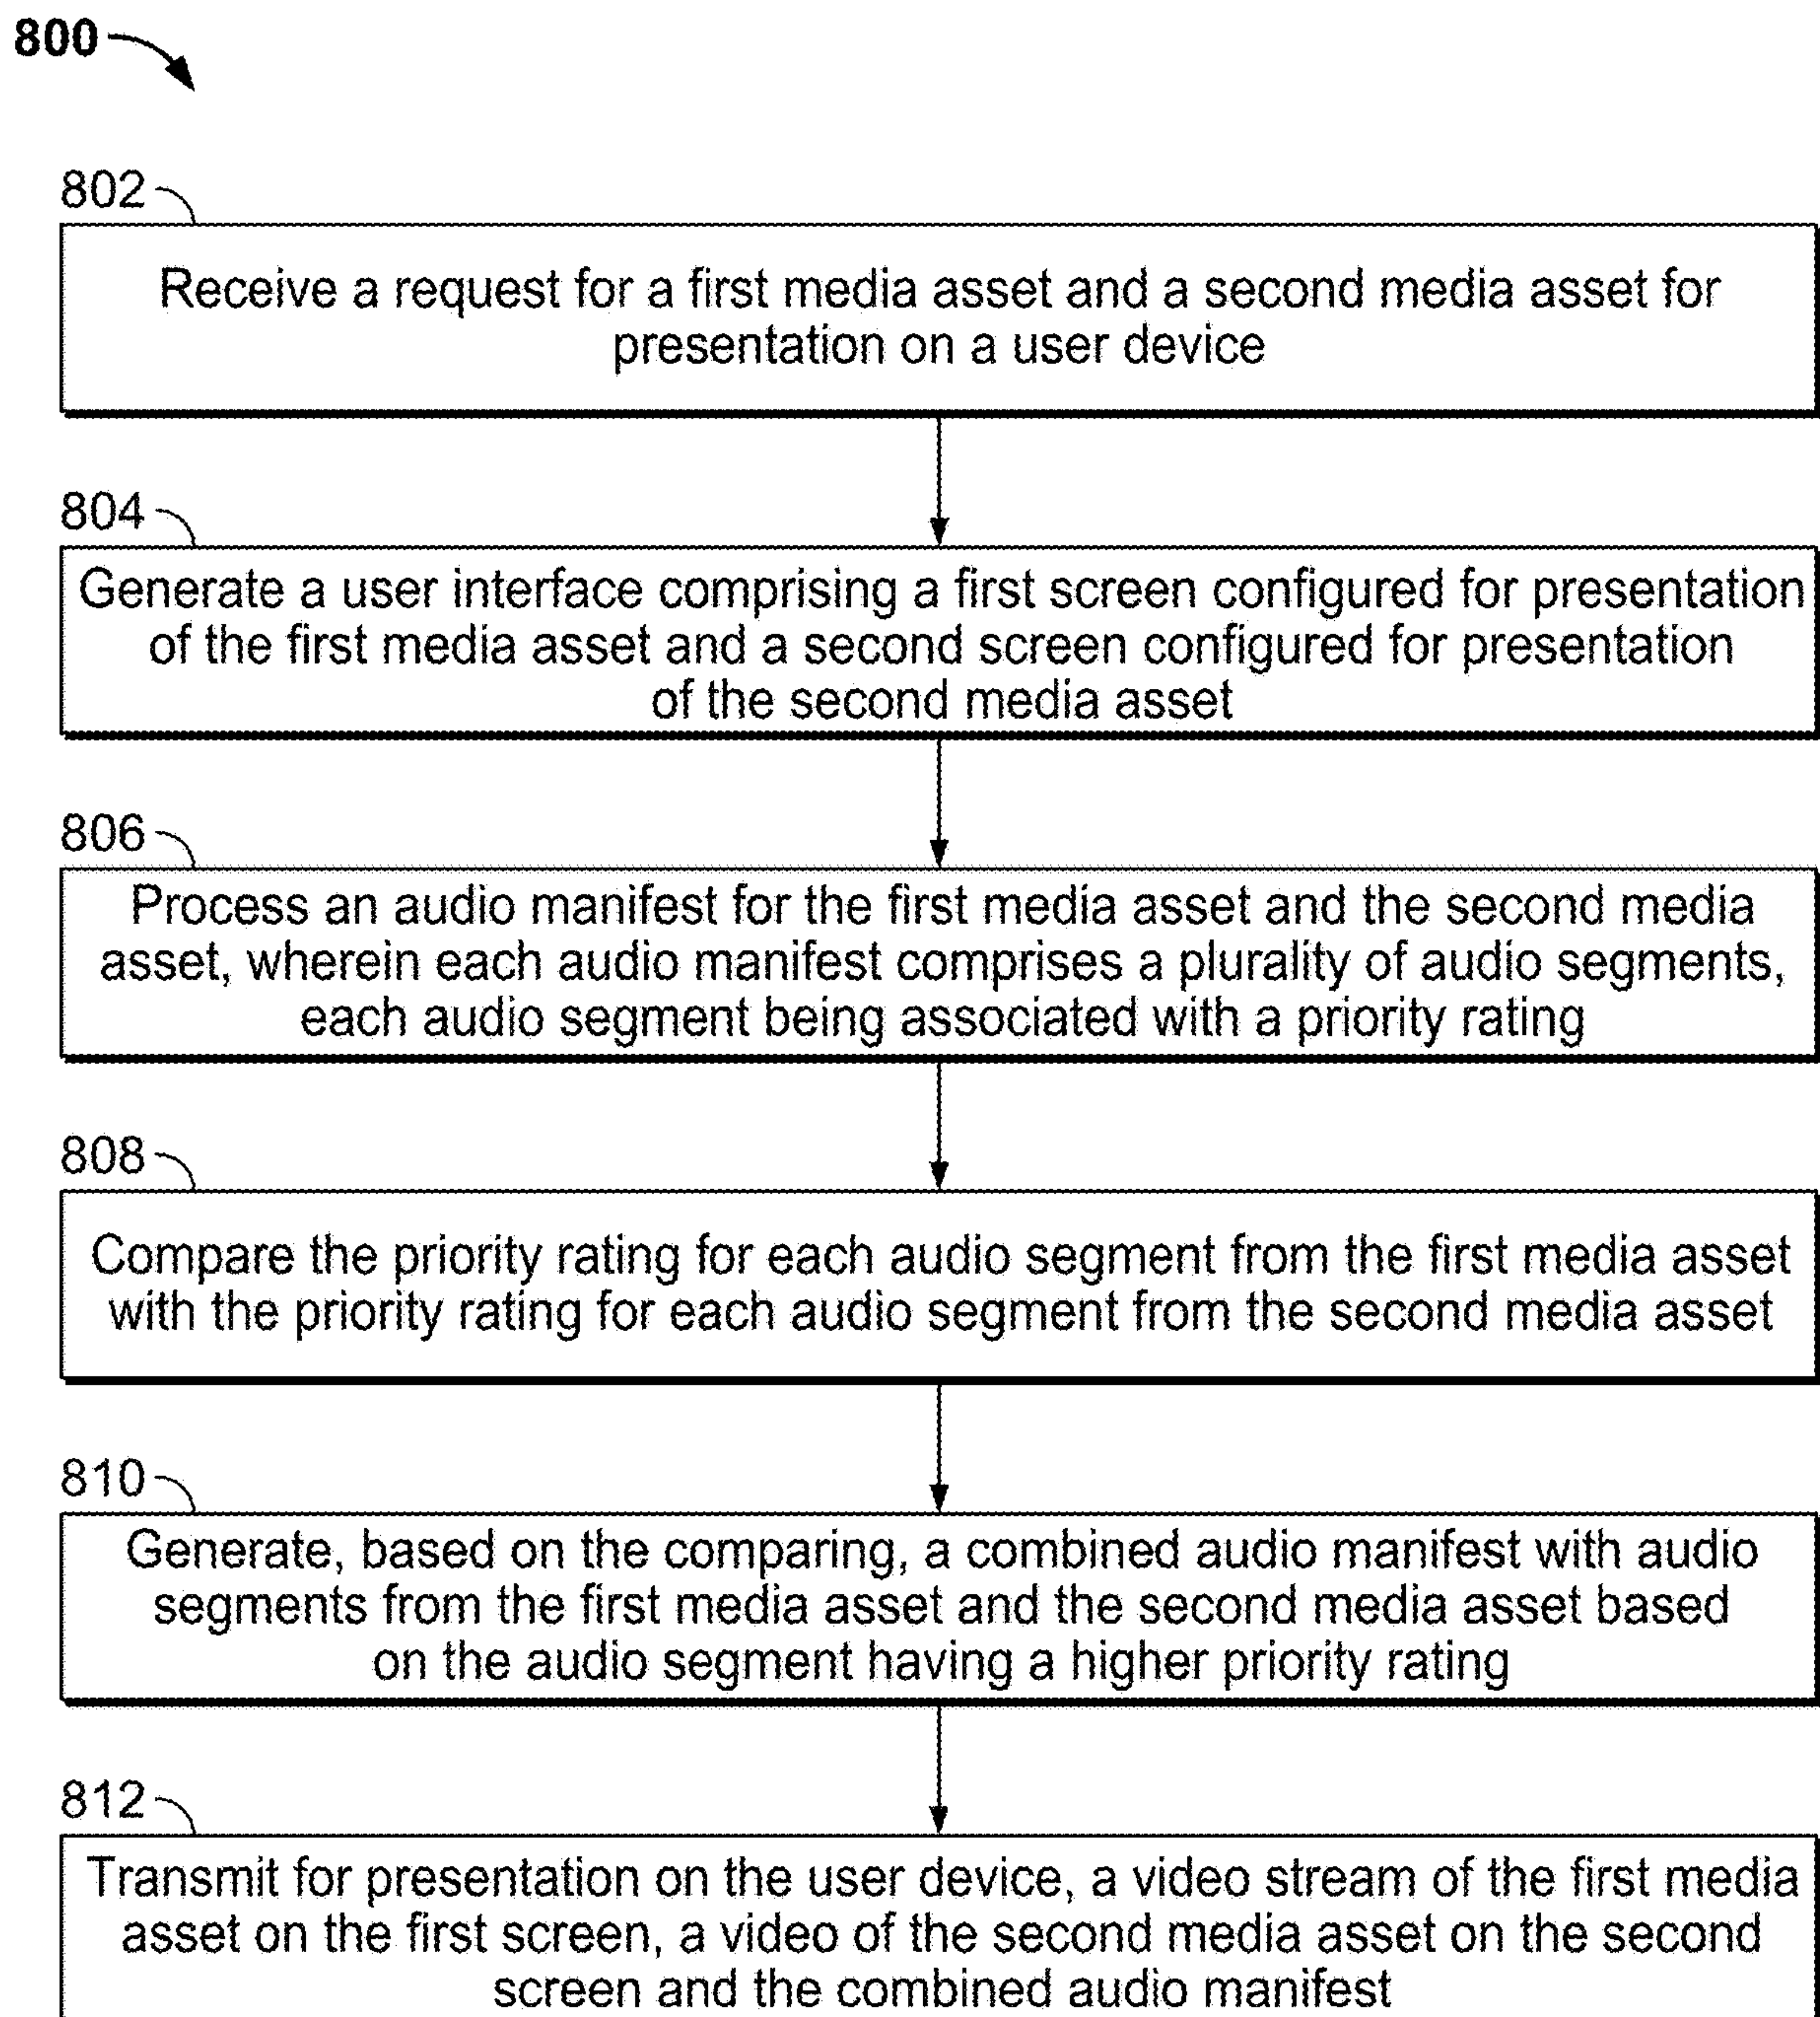 800
802
Receive a request for a first media asset and a second media asset for
presentation on a user device
804
Generate a user interface comprising a first screen configured for presentation
of the first media asset and a second screen configured for presentation
of the second media asset
806
Process an audio manifest for the first media asset and the second media
asset, wherein each audio manifest comprises a plurality of audio segments,
each audio segment being associated with a priority rating
808
Compare the priority rating for each audio segment from the first media asset
with the priority rating for each audio segment from the second media asset
810
Generate, based on the comparing, a combined audio manifest with audio
segments from the first media asset and the second media asset based
on the audio segment having a higher priority rating
812
Transmit for presentation on the user device, a video stream of the first media
asset on the first screen, a video of the second media asset on the second
screen and the combined audio manifest